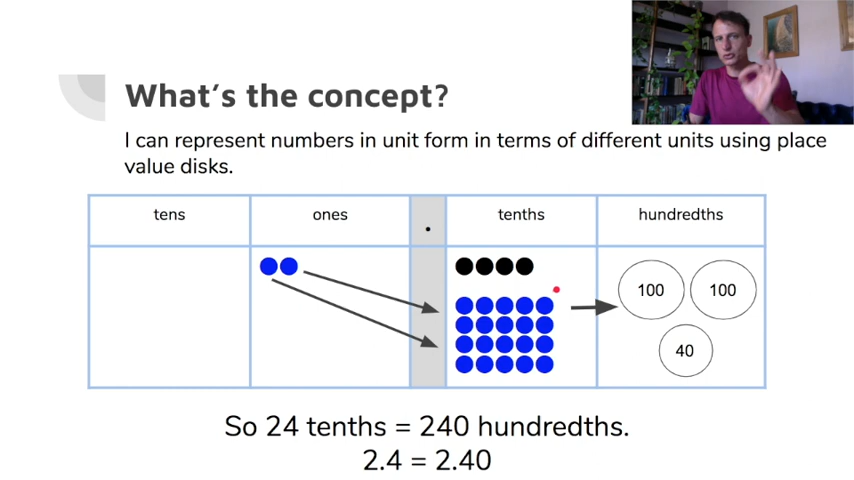 What's the concept?
I can represent numbers in unit form in terms of different units using place
value disks.
tens ones . tenths hundredths
100 100
40
So 24 tenths = 240 hundredths.
2.4 = 2.40